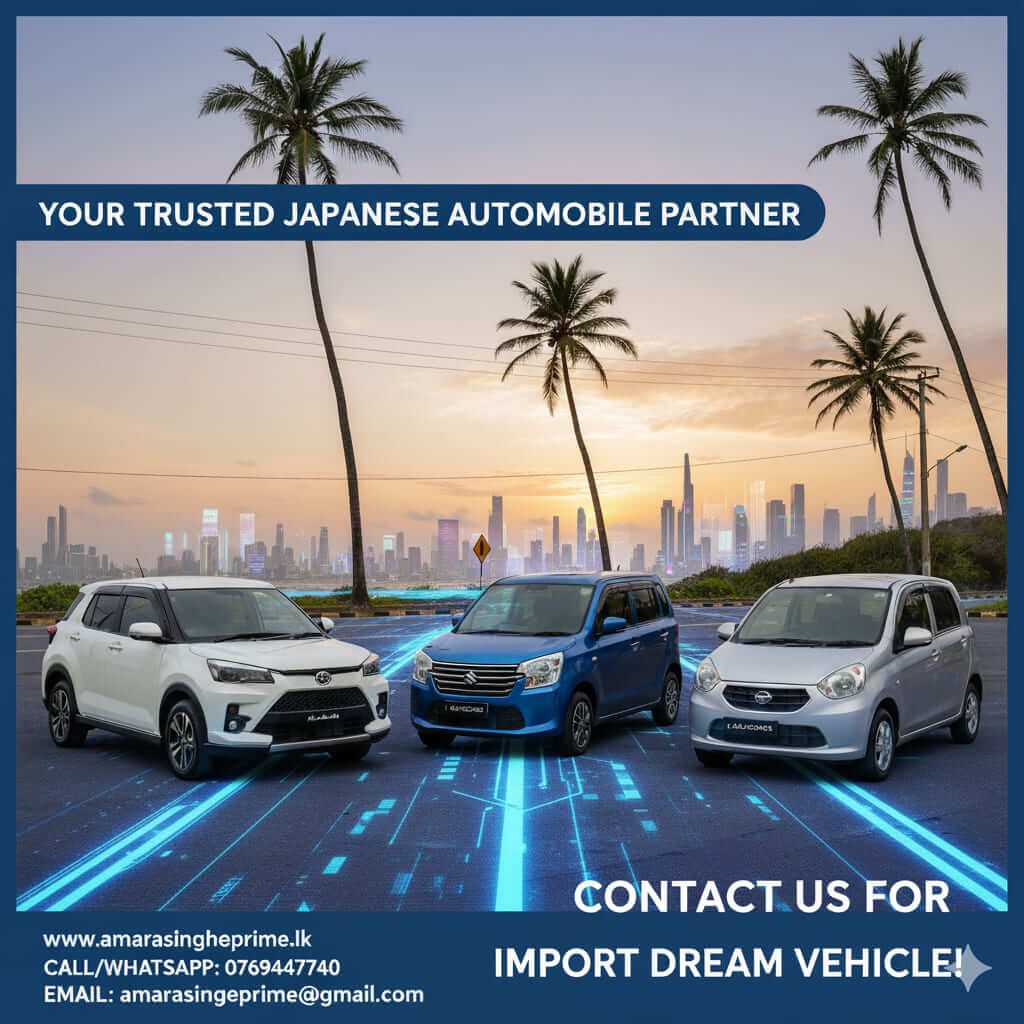 YOUR TRUSTED JAPANESE AUTOMOBILE PARTNER
CONTACT US FOR
IMPORT DREAM VEHICLE!
www.amarasingheprime.lk
CALL/WHATSAPP: 0769447740
EMAIL: amarasingeprime@gmail.com